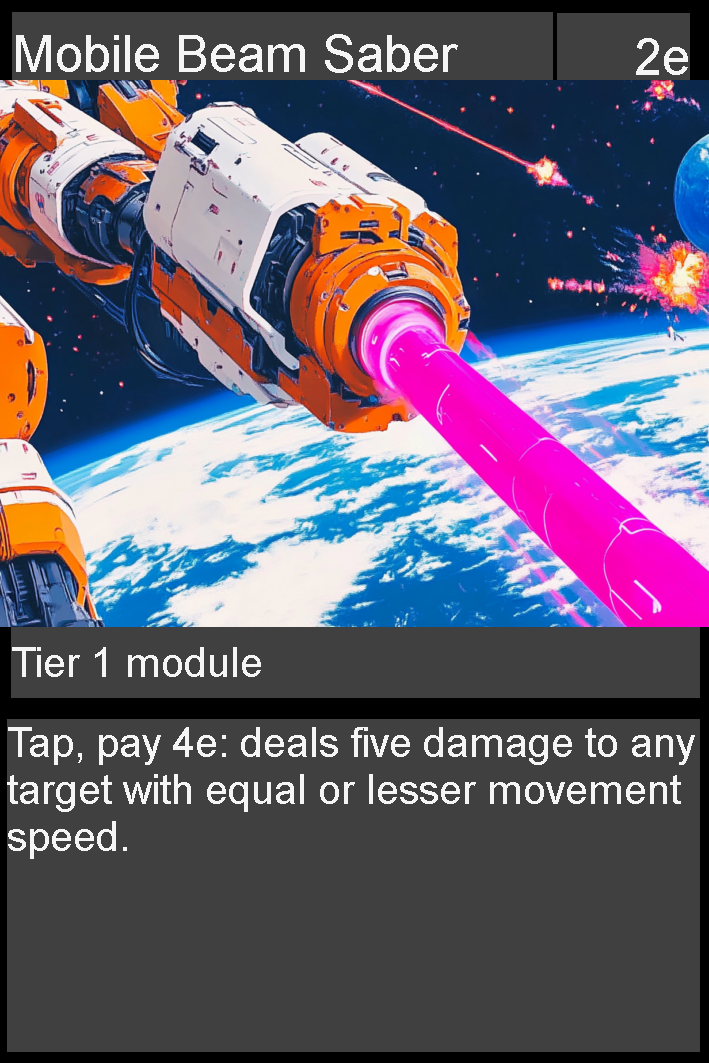 Mobile Beam Saber
2e
Tier 1 module
Tap, pay 4e: deals five damage to any
target with equal or lesser movement
speed.